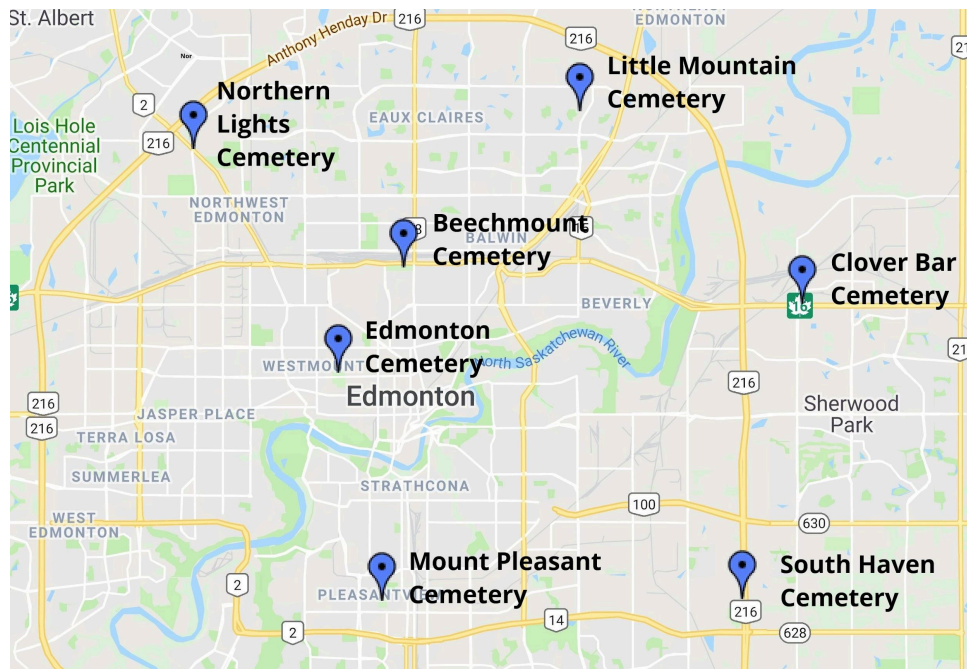 St. Albert
Anthony Henday Dr
216
NORTHEAST
EDMONTON
216
Nor
Little Mountain
Cemetery
Northern
Lights
Cemetery
2
216
EAUX CLAIRES
Lois Hole
Centennial
Provincial
Park
NORTHWEST
EDMONTON
Beechmount
Cemetery
BALWIN
Clover Bar
Cemetery
16
BEVERLY
Edmonton
Cemetery
WESTMOUNT
North Saskatchewan River
Edmonton
216
216
216
JASPER PLACE
TERRA LOSA
Sherwood
Park
SUMMERLEA
STRATHCONA
WEST
EDMONTON
100
630
Mount Pleasant
Cemetery
South Haven
Cemetery
2
216
2
14
628